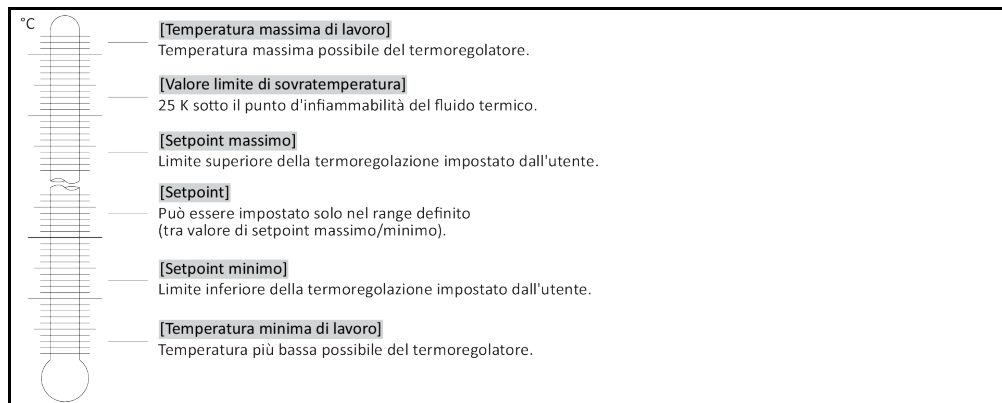 °C
[Temperatura massima di lavoro]
Temperatura massima possibile del termoregolatore.
[Valore limite di sovratemperatura]
25 K sotto il punto d'infiammabilità del fluido termico.
[Setpoint massimo]
Limite superiore della termoregolazione impostato dall'utente.
[Setpoint]
Può essere impostato solo nel range definito
(tra valore di setpoint massimo/minimo).
[Setpoint minimo]
Limite inferiore della termoregolazione impostato dall'utente.
[Temperatura minima di lavoro]
Temperatura più bassa possibile del termoregolatore.